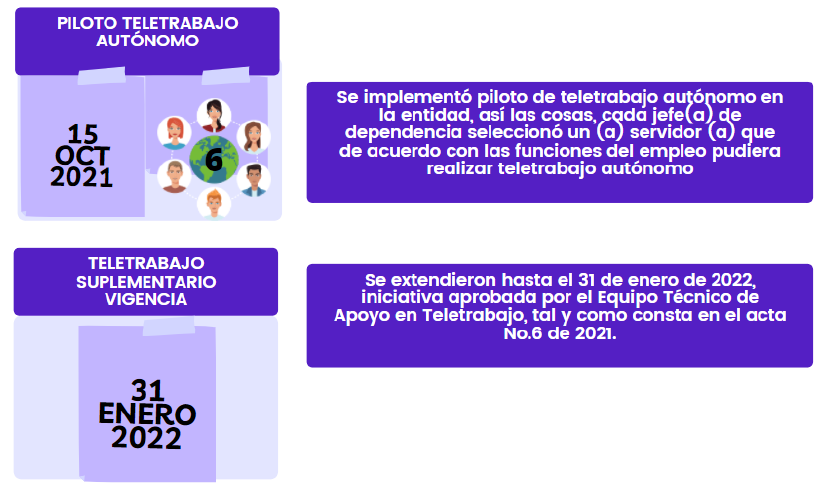 PILOTO TELETRABAJO
AUTÓNOMO
15
OCT
2021
6
Se implementó piloto de teletrabajo autónomo en
la entidad, así las cosas, cada jefe(a) de
dependencia seleccionó un (a) servidor (a) que
de acuerdo con las funciones del empleo pudiera
realizar teletrabajo autónomo
TELETRABAJO
SUPLEMENTARIO
VIGENCIA
31
ENERO
2022
Se extendieron hasta el 31 de enero de 2022,
iniciativa aprobada por el Equipo Técnico de
Apoyo en Teletrabajo, tal y como consta en el acta
No.6 de 2021.